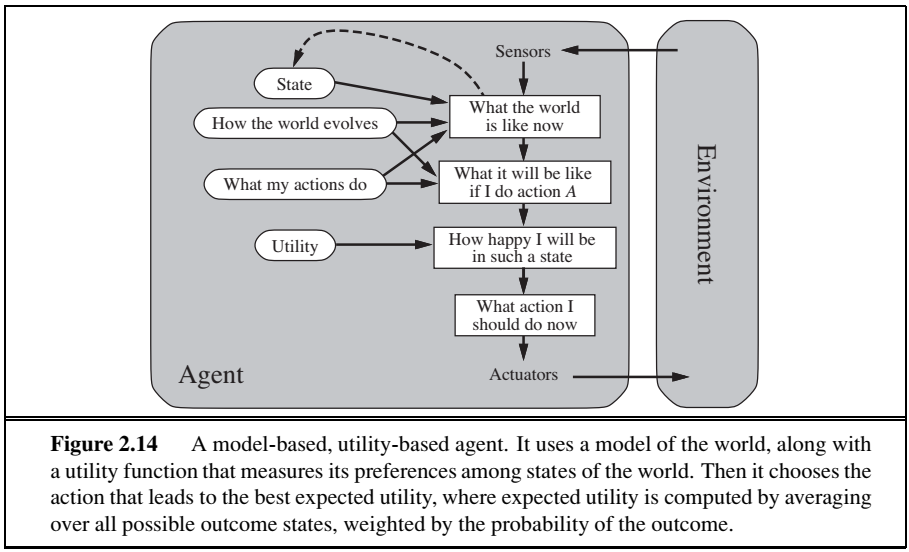 Sensors
State
What the world
is like now
How the world evolves
What it will be like
if I do action A
What my actions do
How happy I will be
in such a state
Utility
What action I
should do now
Agent
Actuators
Environment
Figure 2.14 A model-based, utility-based agent. It uses a model of the world, along with
a utility function that measures its preferences among states of the world. Then it chooses the
action that leads to the best expected utility, where expected utility is computed by averaging
over all possible outcome states, weighted by the probability of the outcome.